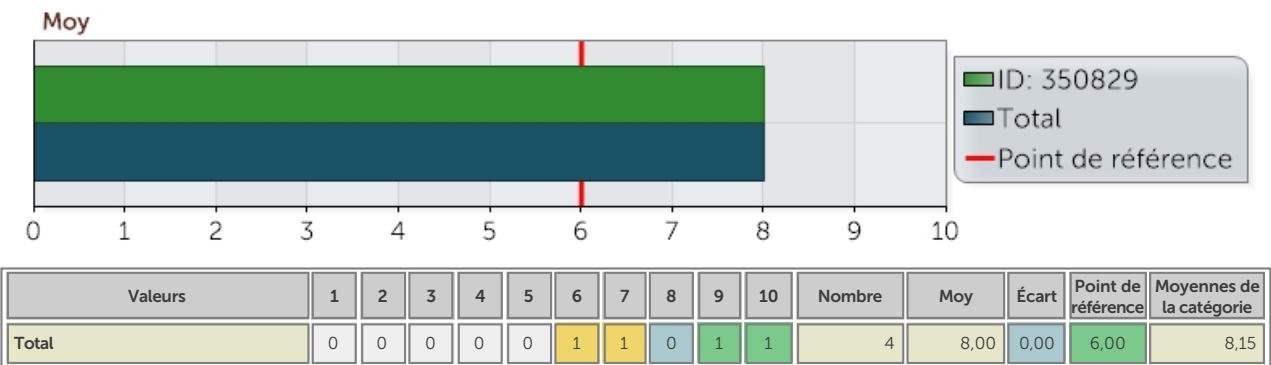 Moy
ID: 350829
Total
Point de référence
0 1 2 3 4 5 6 7 8 9 10
Valeurs 1 2 3 4 5 6 7 8 9 10 Nombre Moy Écart Point de référence Moyennes de la catégorie
Total 0 0 0 0 0 1 1 0 1 1 4 8,00 0,00 6,00 8,15